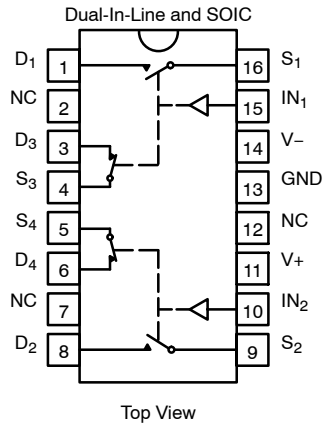 Dual-In-Line and SOIC
D1 1 16 S1
NC 2 15 IN1
D3 3 14 V−
S3 4 13 GND
S4 5 12 NC
D4 6 11 V+
NC 7 10 IN2
D2 8 9 S2
Top View